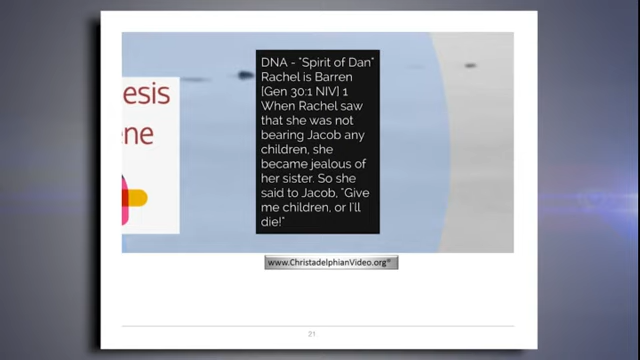 esis
ene
DNA - "Spirit of Dan"
Rachel is Barren
[Gen 30:1 NIV] 1
When Rachel saw
that she was not
bearing Jacob any
children, she
became jealous of
her sister. So she
said to Jacob, "Give
me children, or I'll
die!"
www.ChristadelphianVideo.org®
21